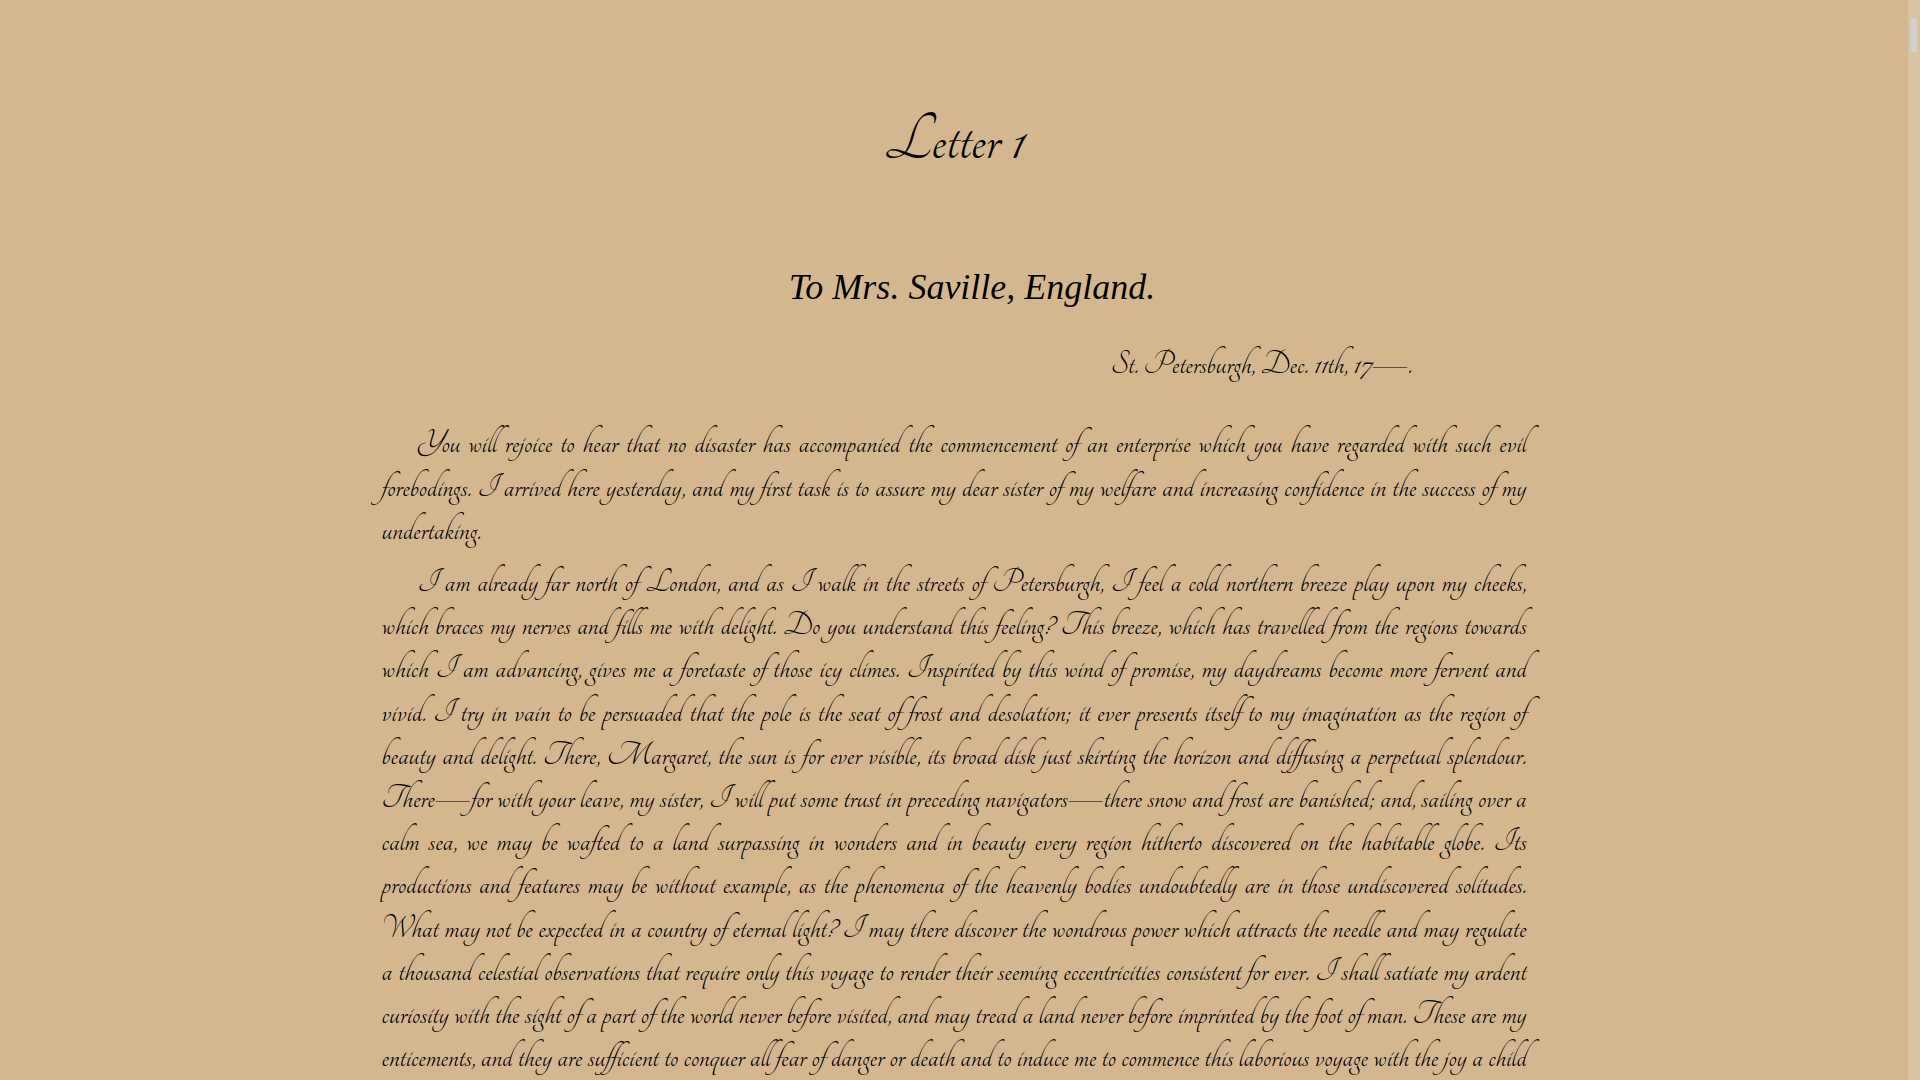 Letter 1
To Mrs. Saville, England.
St. Petersburgh, Dec. 11th, 17—.
You will rejoice to hear that no disaster has accompanied the commencement of an enterprise which you have regarded with such evil
forebodings. I arrived here yesterday, and my first task is to assure my dear sister of my welfare and increasing confidence in the success of my
undertaking.
I am already far north of London, and as I walk in the streets of Petersburgh, I feel a cold northern breeze play upon my cheeks,
which braces my nerves and fills me with delight. Do you understand this feeling? This breeze, which has travelled from the regions towards
which I am advancing, gives me a foretaste of those icy climes. Inspirited by this wind of promise, my daydreams become more fervent and
vivid. I try in vain to be persuaded that the pole is the seat of frost and desolation; it ever presents itself to my imagination as the region of
beauty and delight. There, Margaret, the sun is for ever visible, its broad disk just skirting the horizon and diffusing a perpetual splendour.
There—for with your leave, my sister, I will put some trust in preceding navigators—there snow and frost are banished; and, sailing over a
calm sea, we may be wafted to a land surpassing in wonders and in beauty every region hitherto discovered on the habitable globe. Its
productions and features may be without example, as the phenomena of the heavenly bodies undoubtedly are in those undiscovered solitudes.
What may not be expected in a country of eternal light? I may there discover the wondrous power which attracts the needle and may regulate
a thousand celestial observations that require only this voyage to render their seeming eccentricities consistent for ever. I shall satiate my ardent
curiosity with the sight of a part of the world never before visited, and may tread a land never before imprinted by the foot of man. These are my
enticements, and they are sufficient to conquer all fear of danger or death and to induce me to commence this laborious voyage with the joy a child